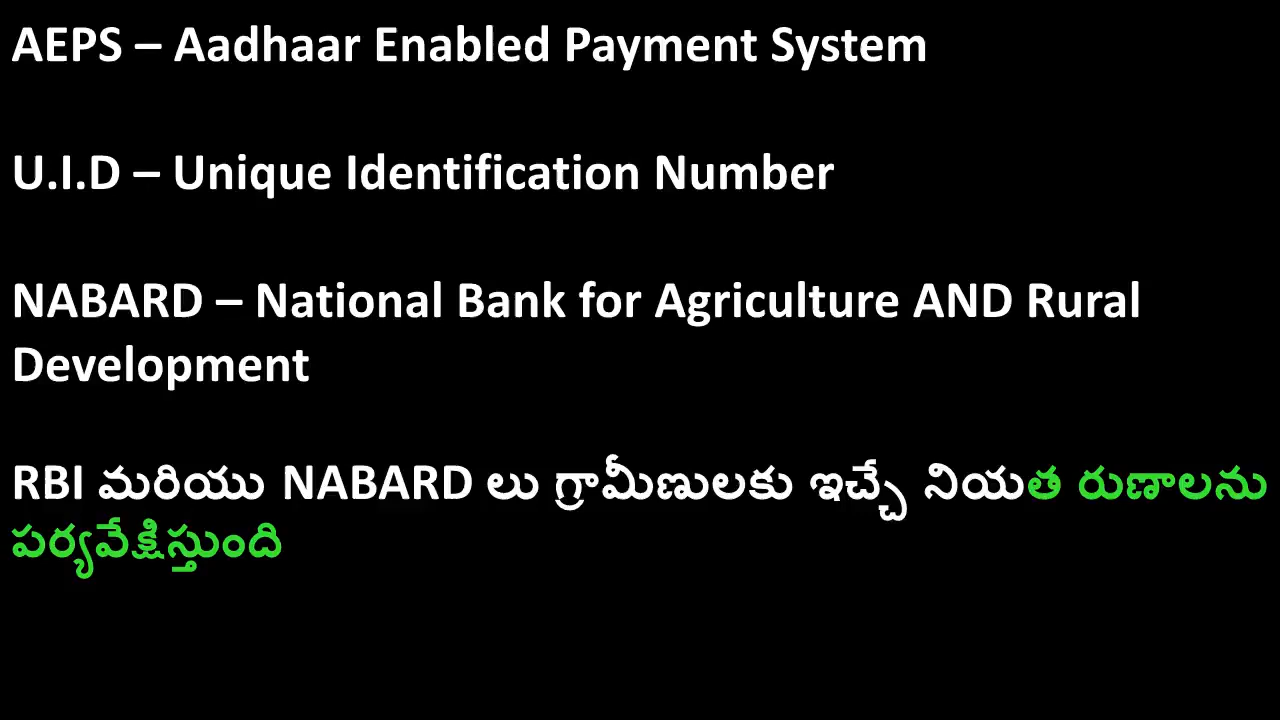 AEPS – Aadhaar Enabled Payment System
U.I.D – Unique Identification Number
NABARD – National Bank for Agriculture AND Rural
Development
RBI మరియు NABARD లు గ్రామీణులకు ఇచ్చే నియత రుణాలను
పర్యవేక్షిస్తుంది